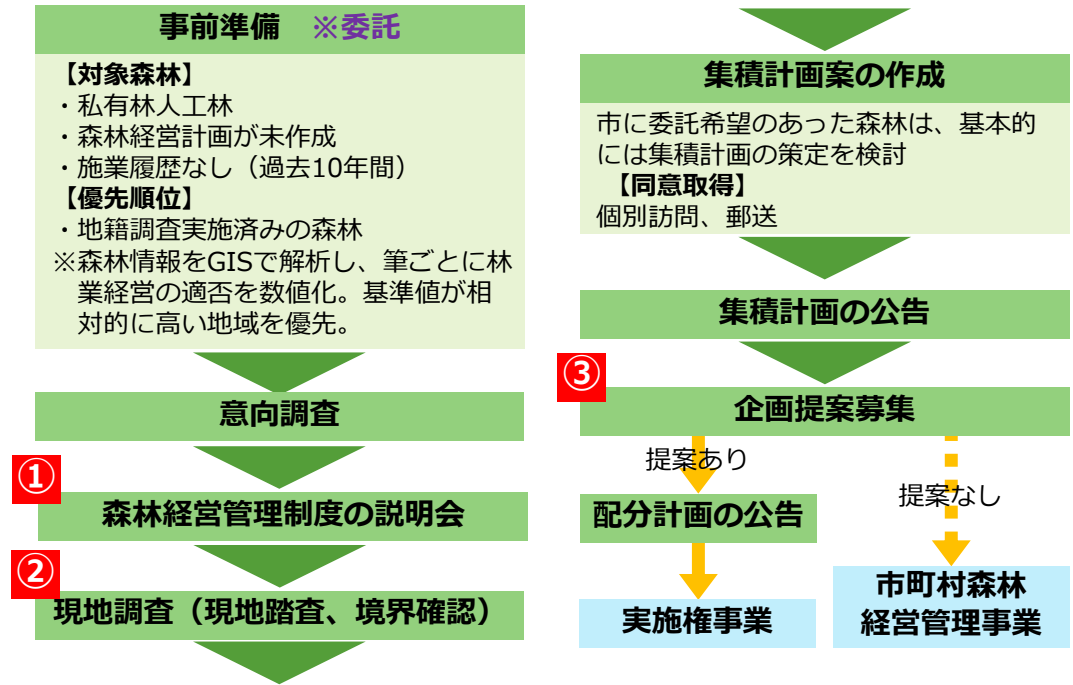 事前準備　※委託
【対象森林】
・私有林人工林
・森林経営計画が未作成
・施業履歴なし（過去10年間）
【優先順位】
・地籍調査実施済みの森林
※森林情報をGISで解析し、筆ごとに林
業経営の適否を数値化。基準値が相
対的に高い地域を優先。
意向調査
①
森林経営管理制度の説明会
②
現地調査（現地踏査、境界確認）
集積計画案の作成
市に委託希望のあった森林は、基本的
には集積計画の策定を検討
【同意取得】
個別訪問、郵送
集積計画の公告
③
企画提案募集
提案あり
提案なし
配分計画の公告
実施権事業
市町村森林
経営管理事業